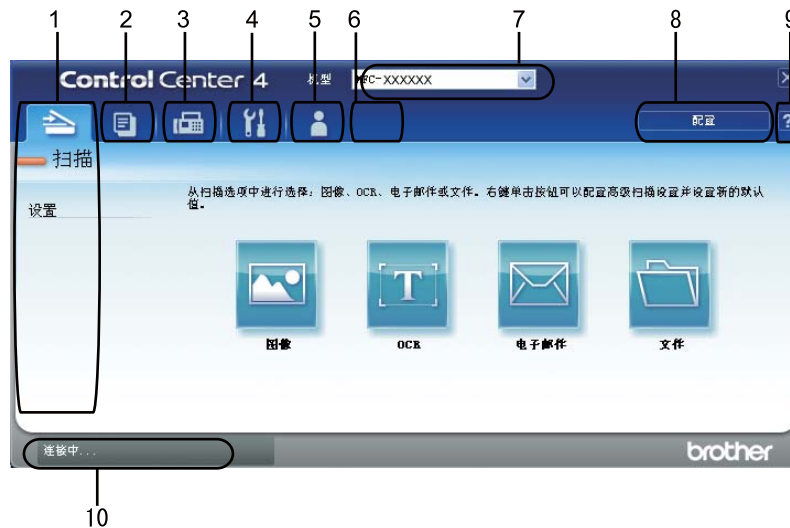 1 2 3 4 5 6 7 8 9
Control Center 4 机型 MFC-XXXXXX
配置
?
扫描
设置
从扫描选项中进行选择：图像、OCR、电子邮件或文件。右键单击按钮可以配置高级扫描设置并设置新的默认
值。
T
图像 OCR 电子邮件 文件
连接中...
brother
10